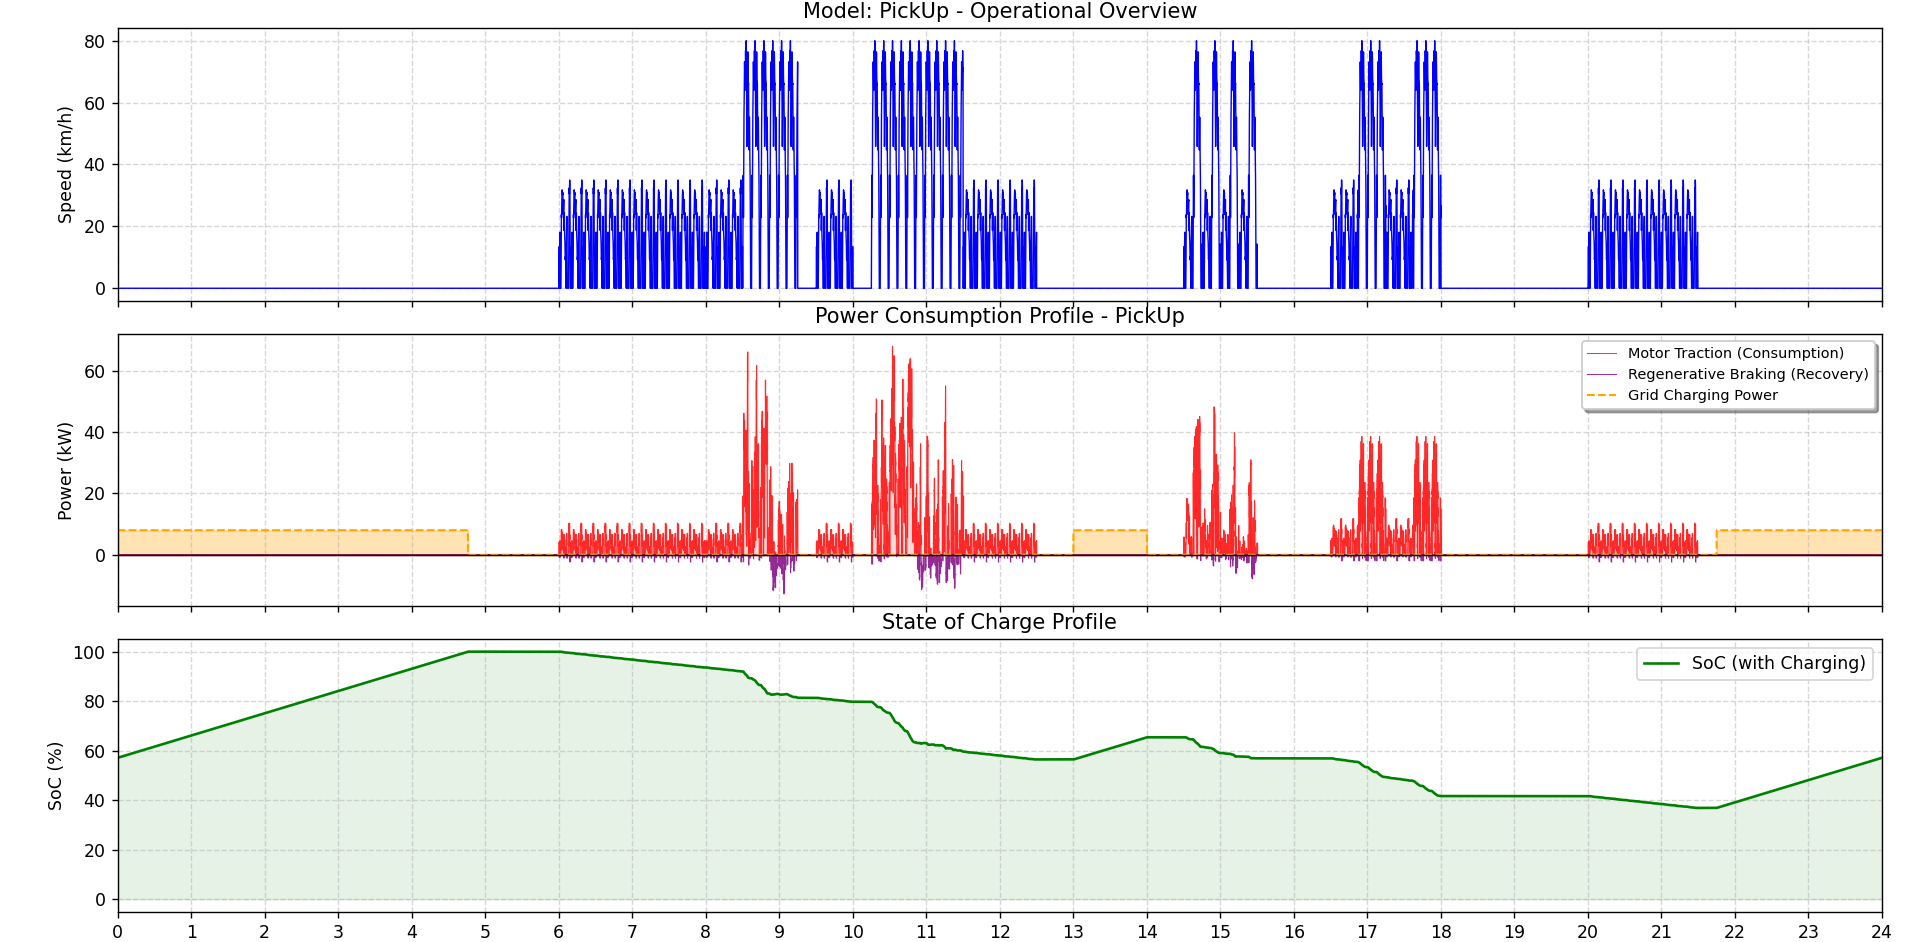 Model: PickUp - Operational Overview
80
60
40
20
0
Speed (km/h)
Power Consumption Profile - PickUp
60
40
20
0
Power (kW)
Motor Traction (Consumption)
Regenerative Braking (Recovery)
Grid Charging Power
State of Charge Profile
100
80
60
40
20
0
SoC (%)
SoC (with Charging)
0 1 2 3 4 5 6 7 8 9 10 11 12 13 14 15 16 17 18 19 20 21 22 23 24